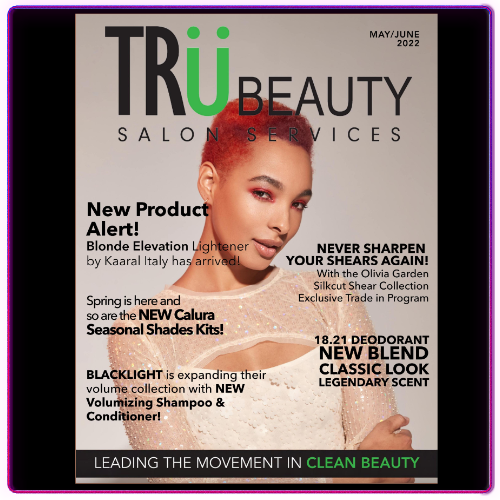 MAY/JUNE
2022
TRÜ BEAUTY
SALON SERVICES
New Product
Alert!
Blonde Elevation Lightener
by Kaaral Italy has arrived!
NEVER SHARPEN
YOUR SHEARS AGAIN!
With the Olivia Garden
Silkcut Shear Collection
Exclusive Trade in Program
Spring is here and
so are the NEW Calura
Seasonal Shades Kits!
18.21 DEODORANT
NEW BLEND
CLASSIC LOOK
LEGENDARY SCENT
BLACKLIGHT is expanding their
volume collection with NEW
Volumizing Shampoo &
Conditioner!
LEADING THE MOVEMENT IN CLEAN BEAUTY